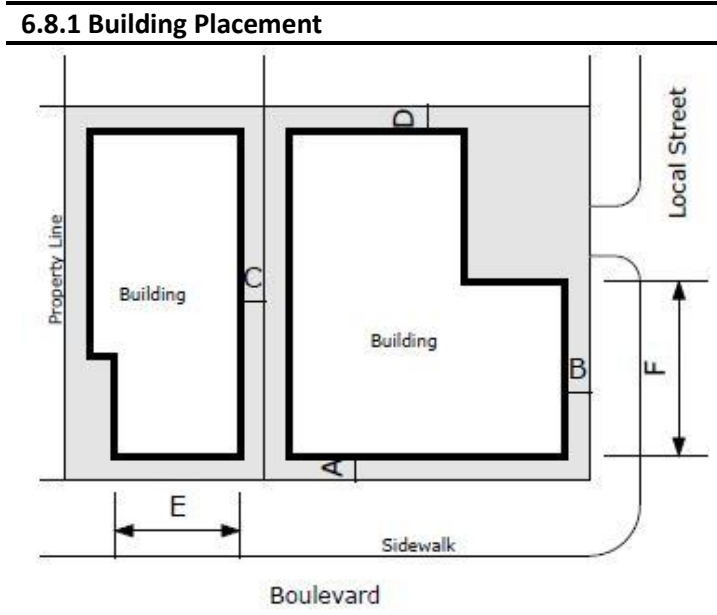 6.8.1 Building Placement
D
Local Street
Property Line
C
Building
Building
B
F
A
E
Sidewalk
Boulevard